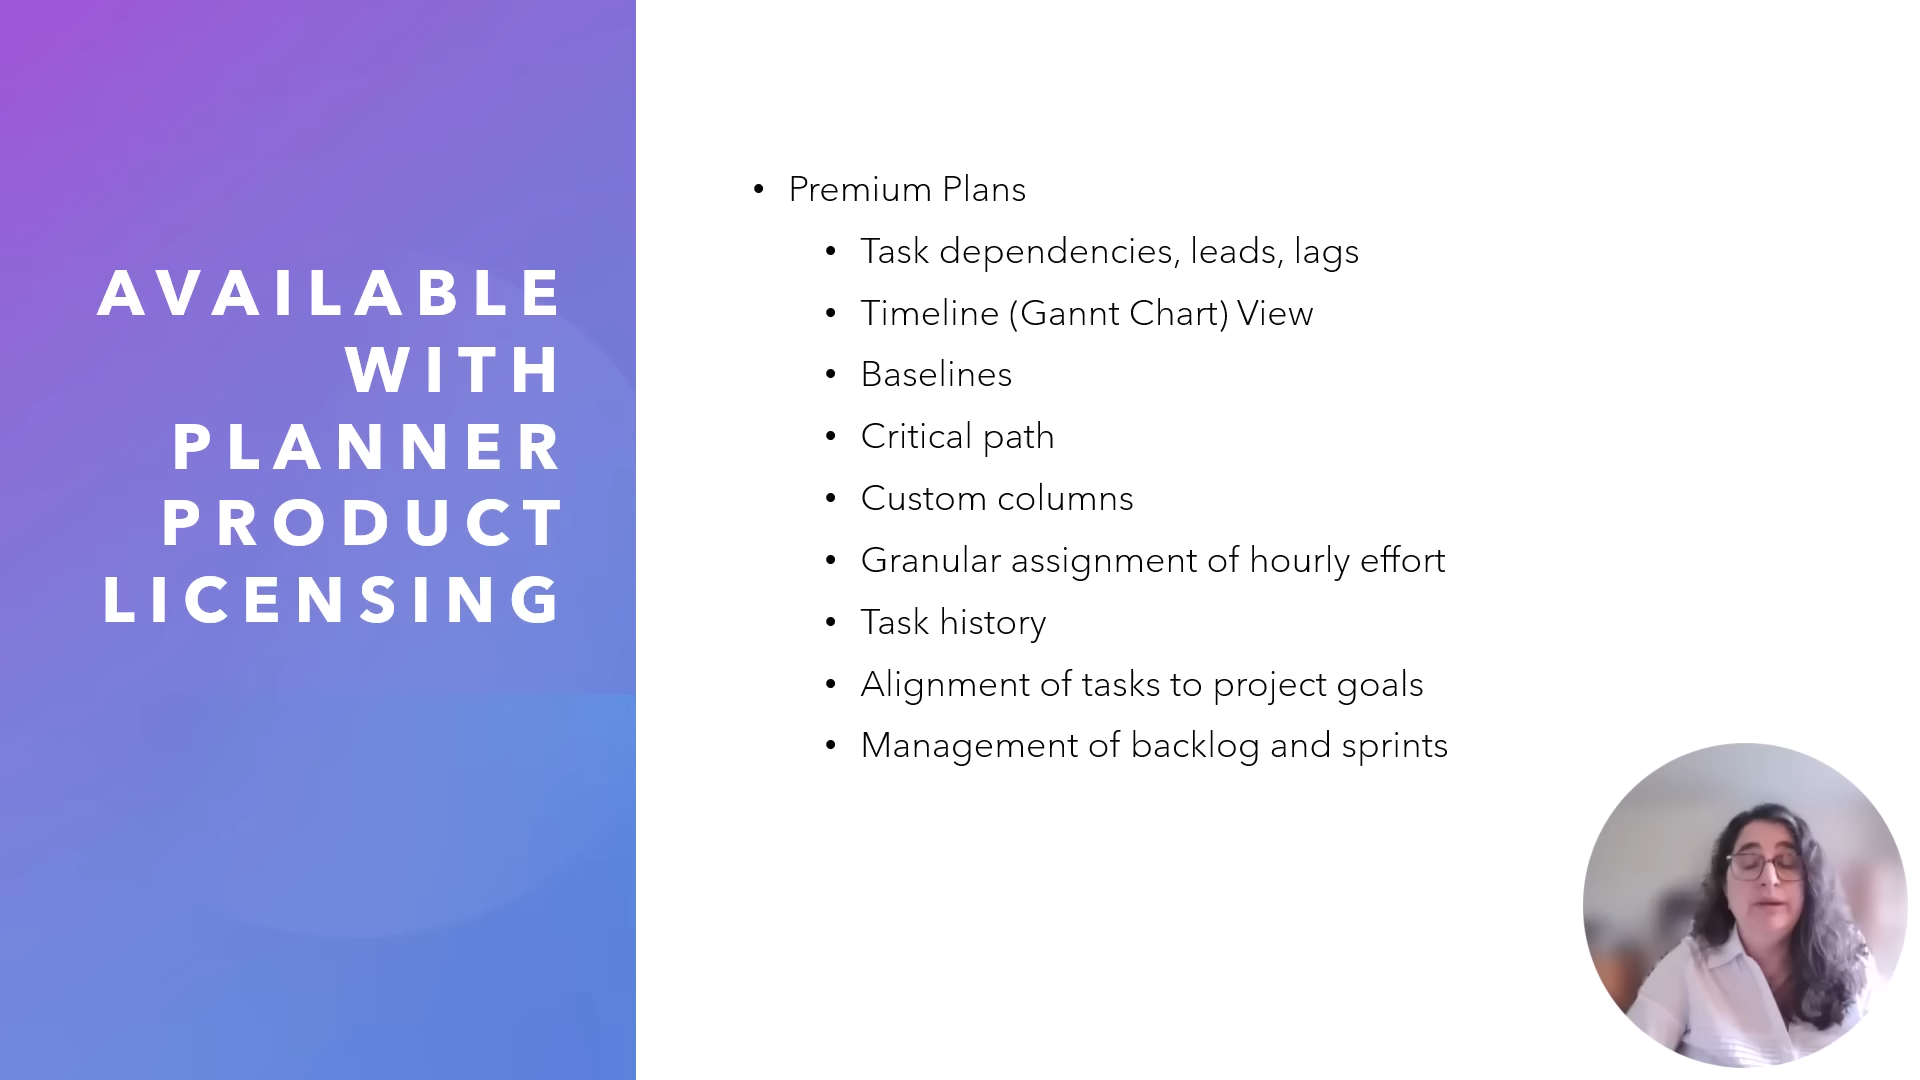 AVAILABLE
WITH
PLANNER
PRODUCT
LICENSING
• Premium Plans
• Task dependencies, leads, lags
• Timeline (Gannt Chart) View
• Baselines
• Critical path
• Custom columns
• Granular assignment of hourly effort
• Task history
• Alignment of tasks to project goals
• Management of backlog and sprints